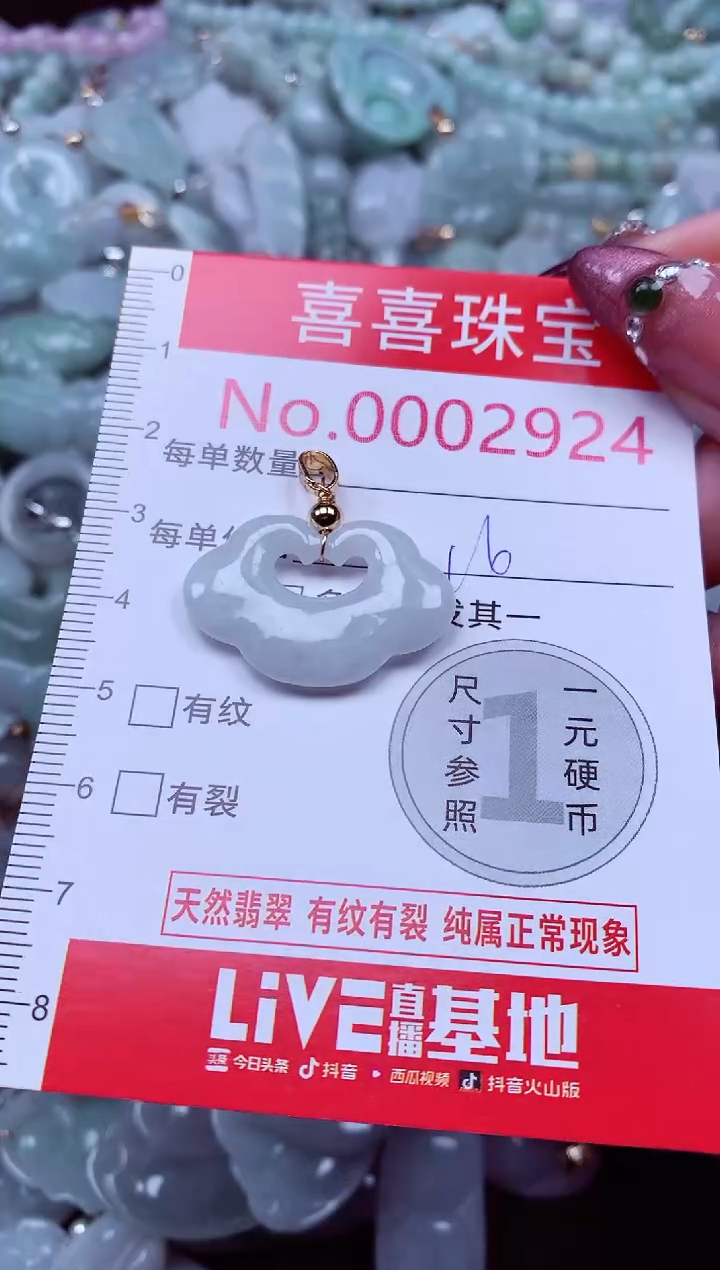 喜喜珠宝
No.0002924
每单数量
每单
16
发其一
有纹
有裂
尺寸参照
1
一元硬币
天然翡翠 有纹有裂 纯属正常现象
LiVE直播基地
头条 今日头条 抖音 西瓜视频 抖音火山版
0
1
2
3
4
5
6
7
8